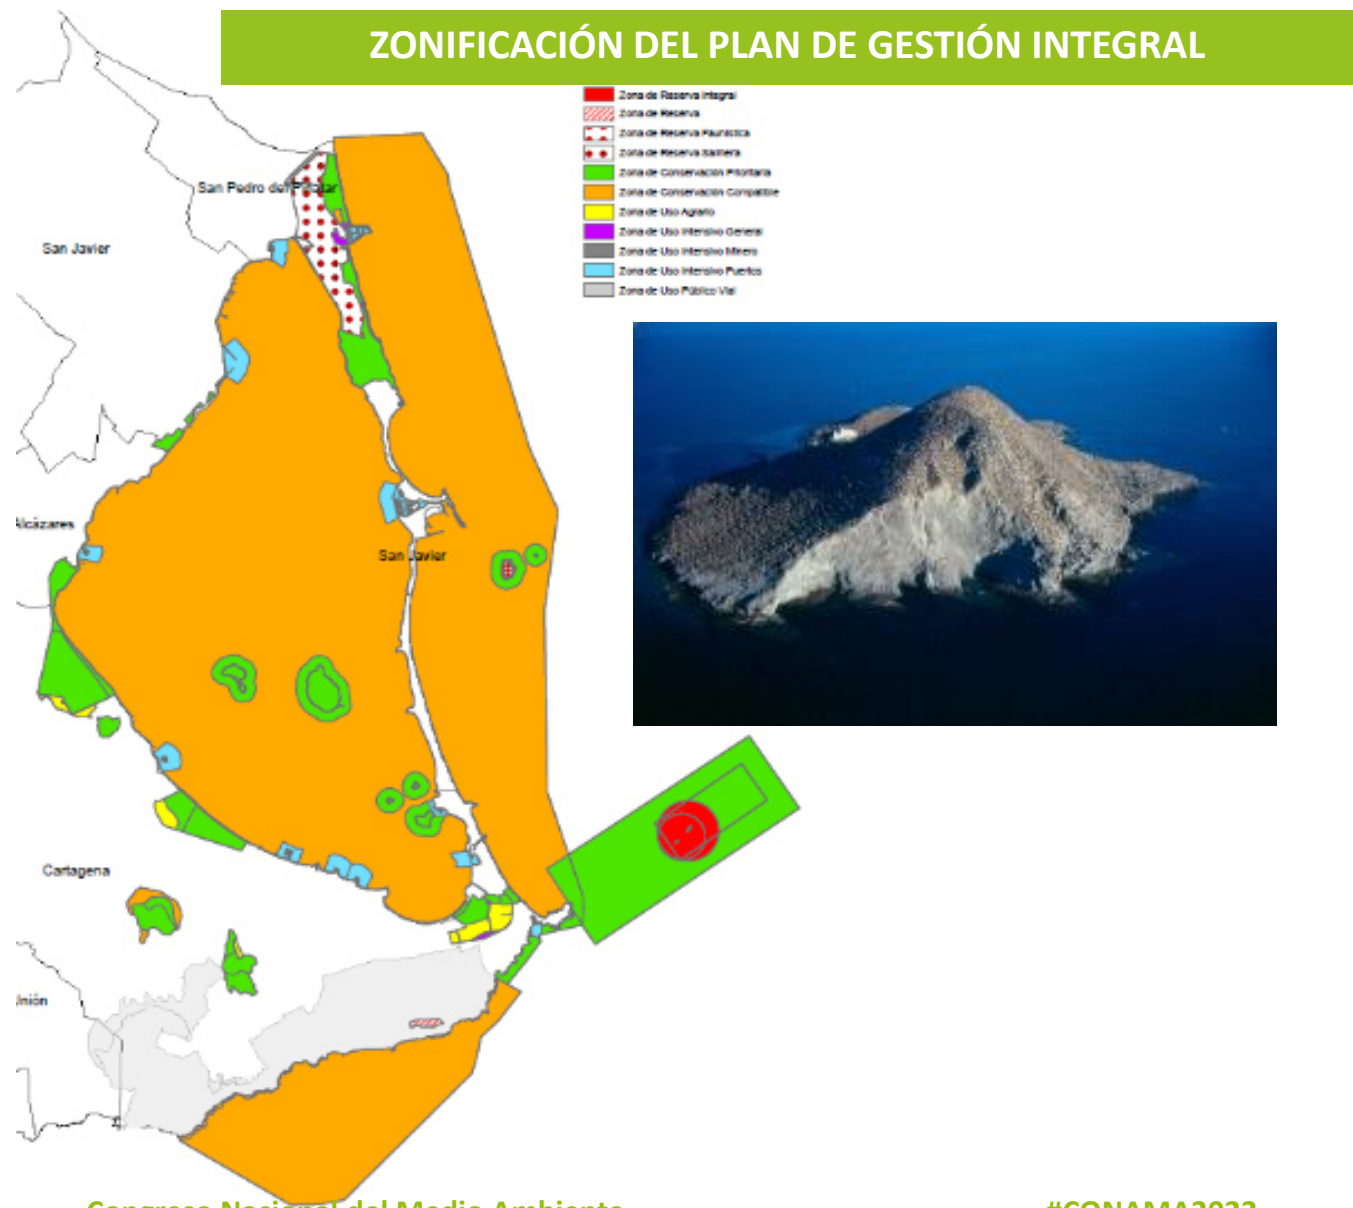 ZONIFICACIÓN DEL PLAN DE GESTIÓN INTEGRAL
Zona de Reserva Integral
Zona de Reserva
Zona de Reserva Faunística
Zona de Reserva Salinera
Zona de Conservación Prioritaria
Zona de Conservación Compatible
Zona de Uso Agrario
Zona de Uso Intensivo General
Zona de Uso Intensivo Minero
Zona de Uso Intensivo Puertos
Zona de Uso Público Vial
San Pedro del Pinatar
San Javier
Alcázares
San Javier
Cartagena
Unión
Congreso Nacional del Medio Ambiente
#CONAMA2022